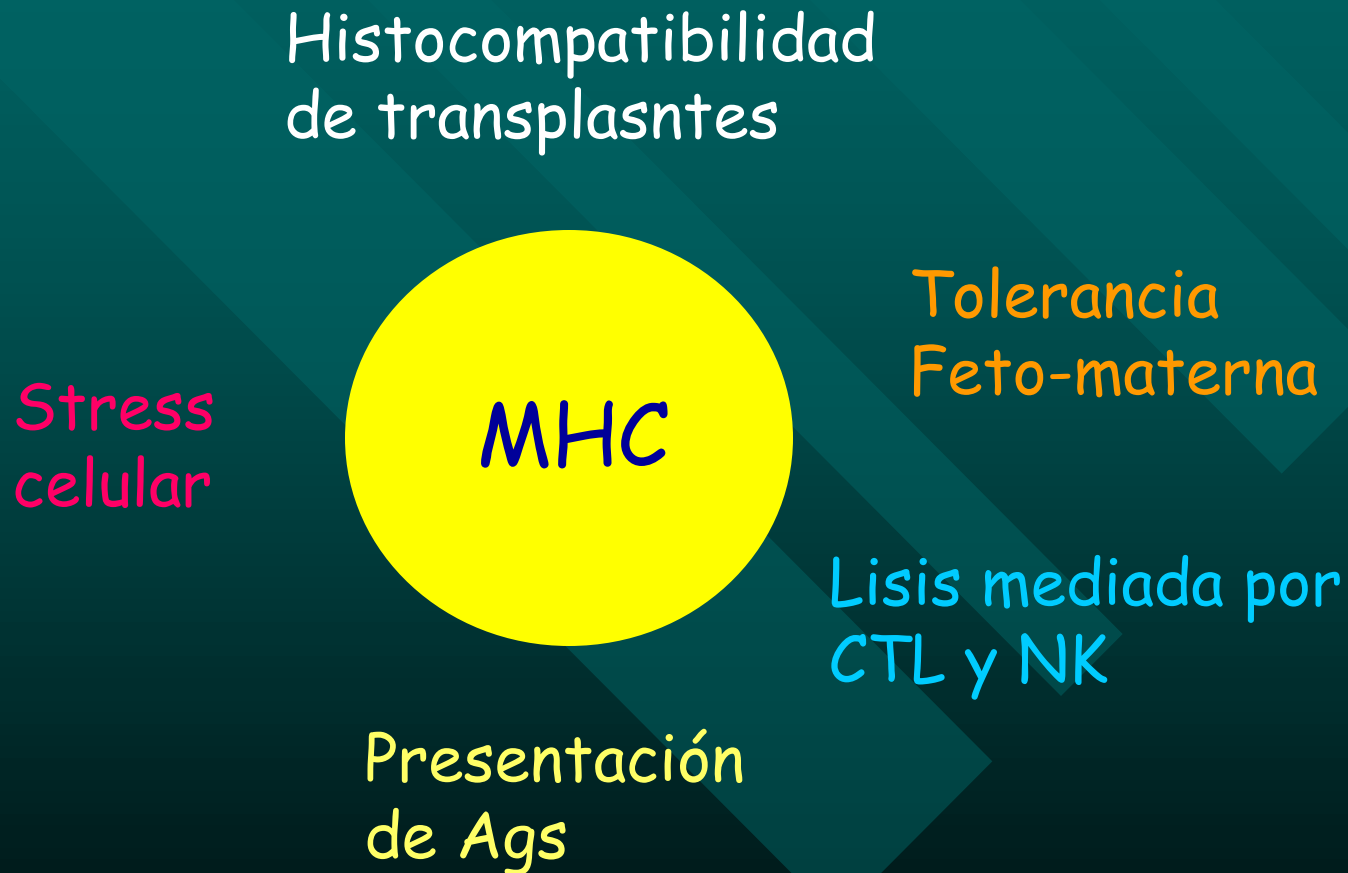 Histocompatibilidad
de transplasntes
Tolerancia
Feto-materna
Stress
celular
MHC
Lisis mediada por
CTL y NK
Presentación
de Ags